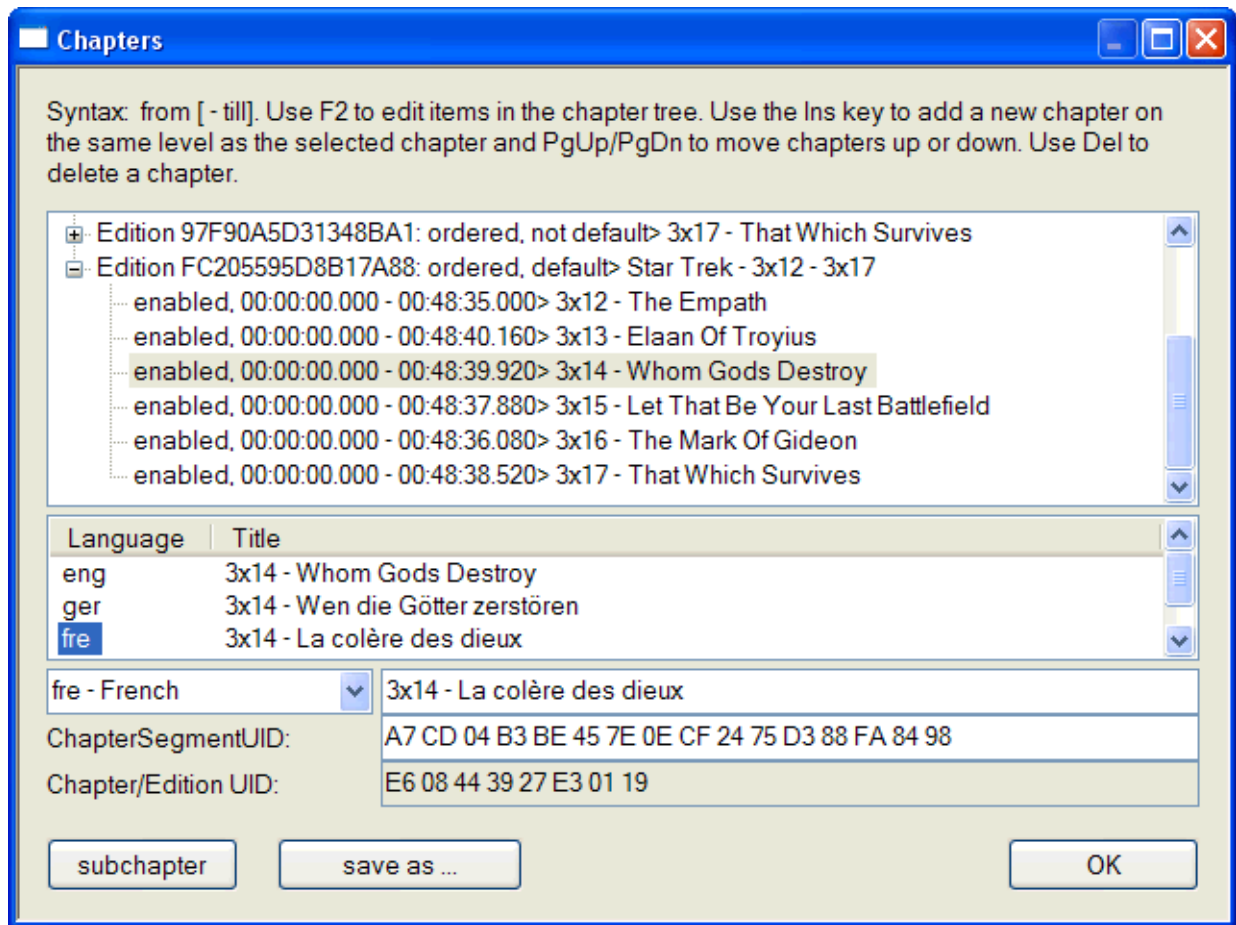 Chapters
Syntax: from [ - till]. Use F2 to edit items in the chapter tree. Use the Ins key to add a new chapter on
the same level as the selected chapter and PgUp/PgDn to move chapters up or down. Use Del to
delete a chapter.
Edition 97F90A5D31348BA1: ordered, not default> 3x17 - That Which Survives
Edition FC205595D8B17A88: ordered, default> Star Trek - 3x12 - 3x17
enabled, 00:00:00.000 - 00:48:35.000> 3x12 - The Empath
enabled, 00:00:00.000 - 00:48:40.160> 3x13 - Elaan Of Troyius
enabled, 00:00:00.000 - 00:48:39.920> 3x14 - Whom Gods Destroy
enabled, 00:00:00.000 - 00:48:37.880> 3x15 - Let That Be Your Last Battlefield
enabled, 00:00:00.000 - 00:48:36.080> 3x16 - The Mark Of Gideon
enabled, 00:00:00.000 - 00:48:38.520> 3x17 - That Which Survives
Language Title
eng 3x14 - Whom Gods Destroy
ger 3x14 - Wen die Götter zerstören
fre 3x14 - La colère des dieux
fre - French 3x14 - La colère des dieux
ChapterSegmentUID: A7 CD 04 B3 BE 45 7E 0E CF 24 75 D3 88 FA 84 98
Chapter/Edition UID: E6 08 44 39 27 E3 01 19
subchapter save as ... OK